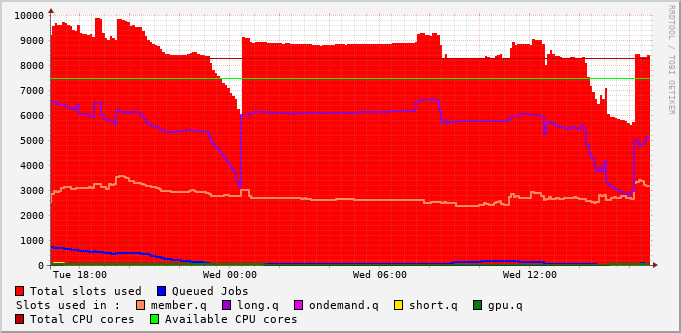 10000
9000
8000
7000
6000
5000
4000
3000
2000
1000
0
Tue 18:00 Wed 00:00 Wed 06:00 Wed 12:00
Total slots used Queued Jobs
Slots used in : member.q long.q ondemand.q short.q gpu.q
Total CPU cores Available CPU cores
RRDTOOL / TOBI OETIKER